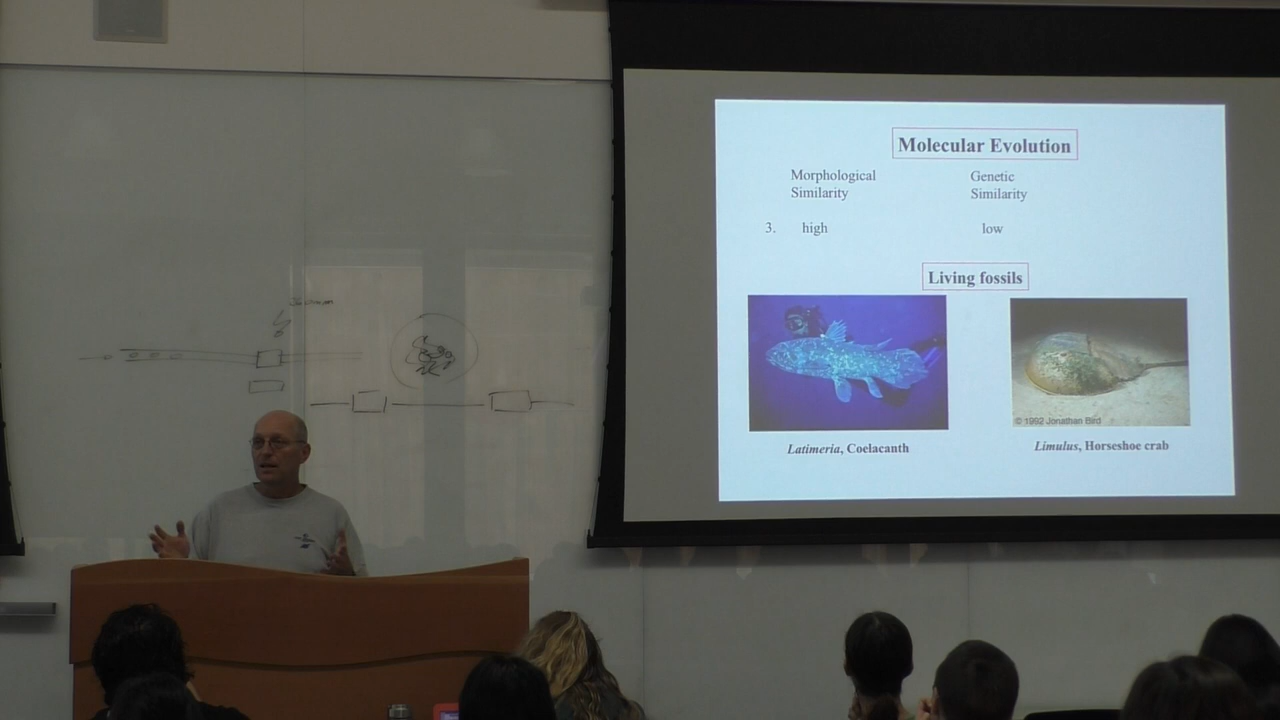 Molecular Evolution
Morphological
Similarity
Genetic
Similarity
3. high low
Living fossils
© 1992 Jonathan Bird
Latimeria, Coelacanth
Limulus, Horseshoe crab